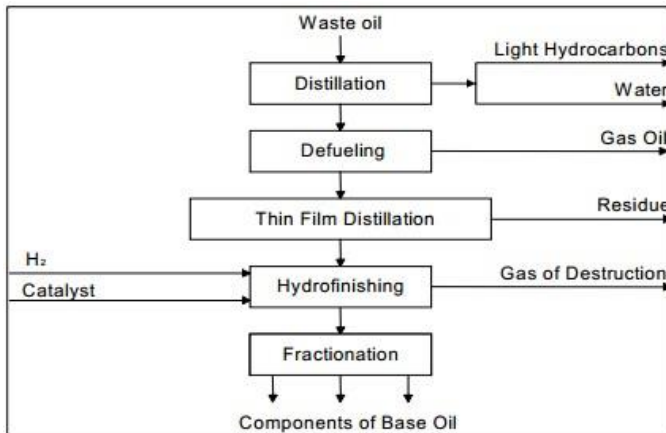 Waste oil
Light Hydrocarbons
Distillation
Water
Defueling
Gas Oil
Thin Film Distillation
Residue
H₂
Catalyst
Hydrofinishing
Gas of Destruction
Fractionation
Components of Base Oil